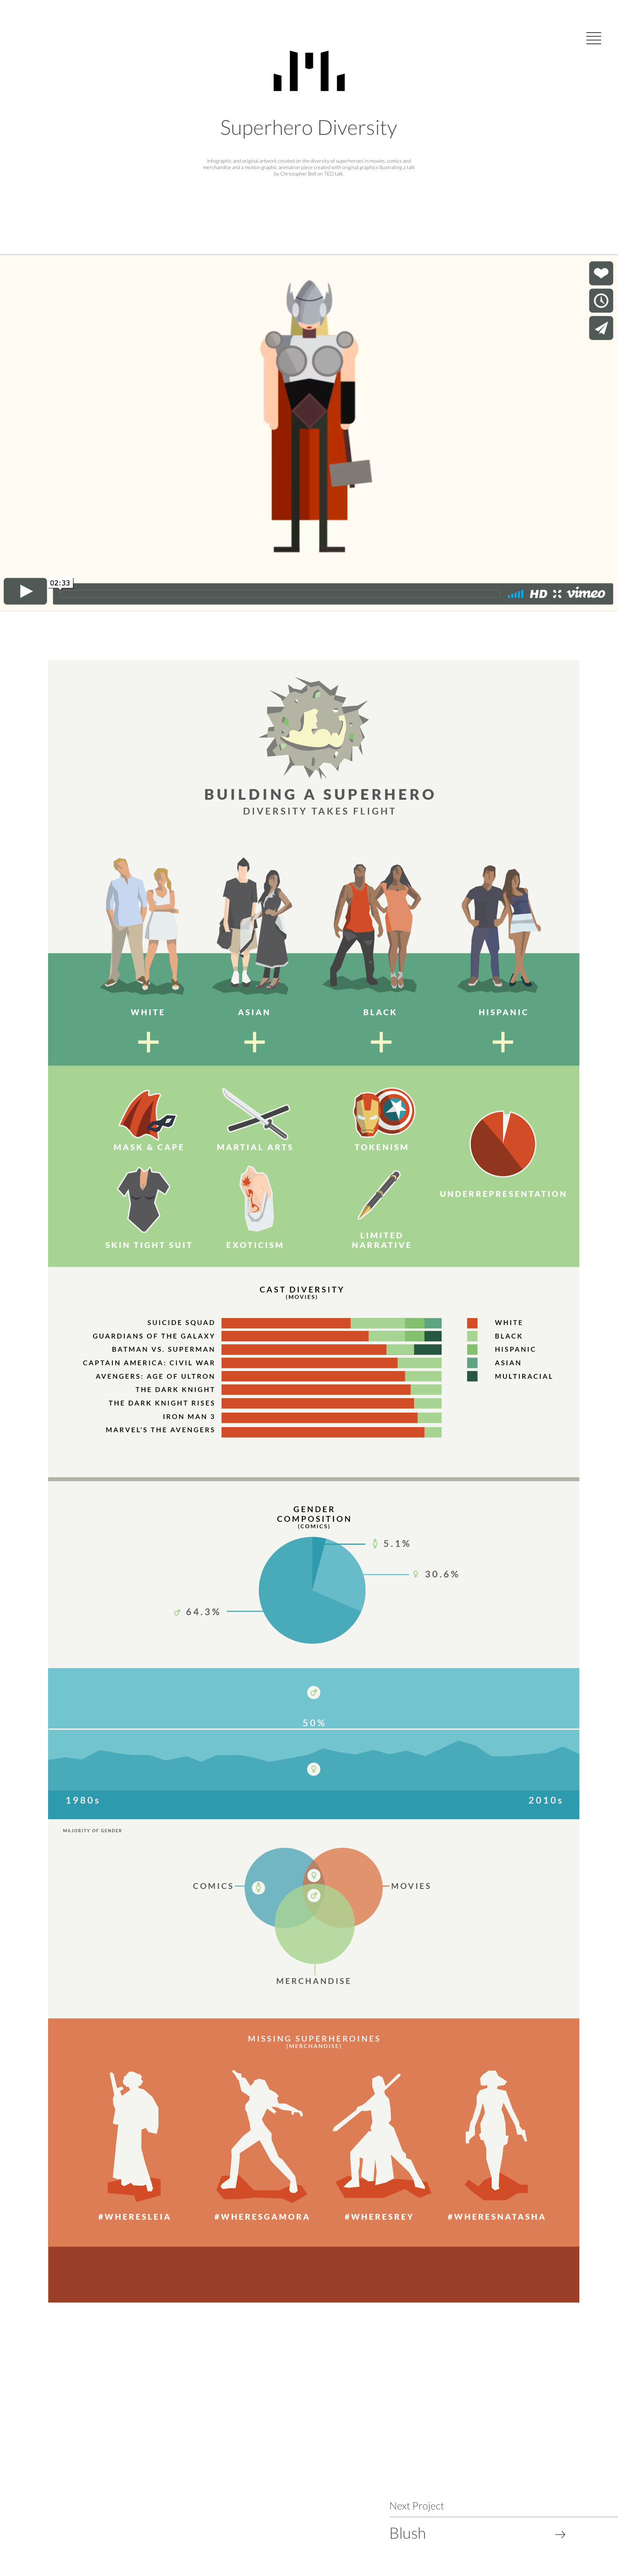 Superhero Diversity
Infographic and original artwork created on the diversity of superheroes in movies, comics and
merchandise and a motion graphic animation piece created with original graphics illustrating a talk
by Christopher Bell on TED talk.
02:33
HD vimeo
BUILDING A SUPERHERO
DIVERSITY TAKES FLIGHT
WHITE ASIAN BLACK HISPANIC
MASK & CAPE MARTIAL ARTS TOKENISM
UNDERREPRESENTATION
SKIN TIGHT SUIT EXOTICISM LIMITED
NARRATIVE
CAST DIVERSITY
(MOVIES)
SUICIDE SQUAD
GUARDIANS OF THE GALAXY
BATMAN VS. SUPERMAN
CAPTAIN AMERICA: CIVIL WAR
AVENGERS: AGE OF ULTRON
THE DARK KNIGHT
THE DARK KNIGHT RISES
IRON MAN 3
MARVEL'S THE AVENGERS
WHITE
BLACK
HISPANIC
ASIAN
MULTIRACIAL
GENDER
COMPOSITION
(COMICS)
5.1%
30.6%
64.3%
50%
1980s 2010s
MAJORITY OF GENDER
COMICS MOVIES
MERCHANDISE
MISSING SUPERHEROINES
(MERCHANDISE)
#WHERESLEIA #WHERESGAMORA #WHERESREY #WHERESNATASHA
Next Project
Blush